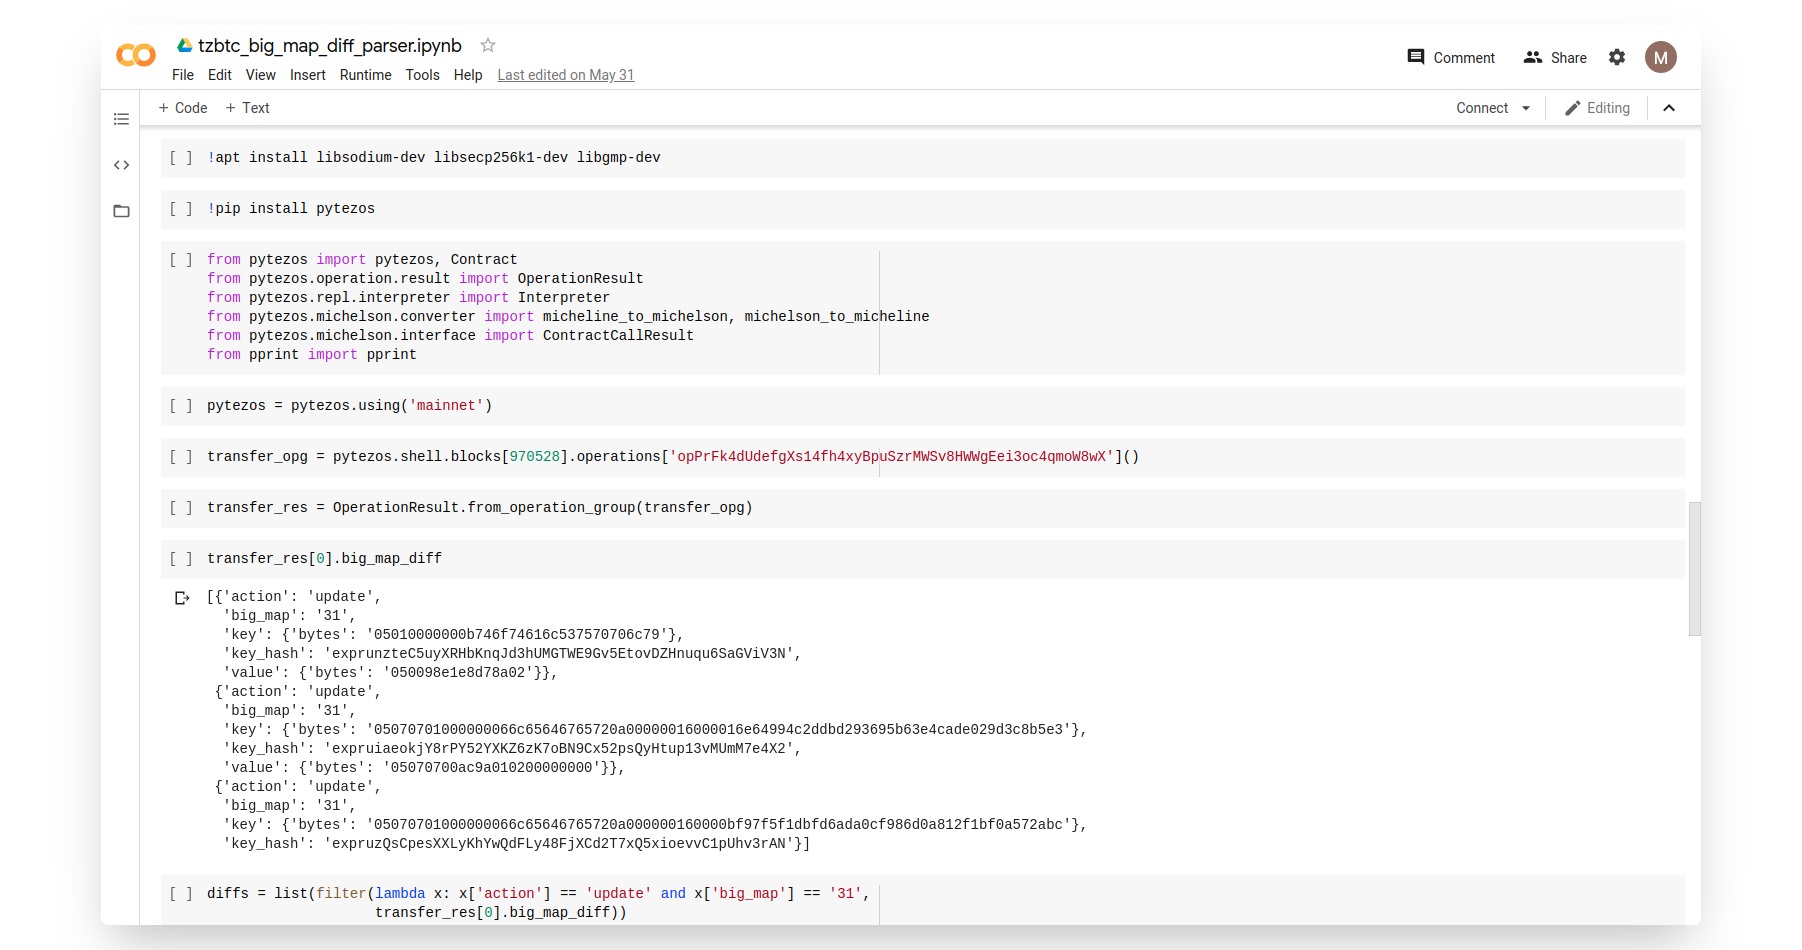 tzbtc_big_map_diff_parser.ipynb
File Edit View Insert Runtime Tools Help Last edited on May 31
Comment Share M
+ Code + Text
Connect Editing
[ ] !apt install libsodium-dev libsecp256k1-dev libgmp-dev
[ ] !pip install pytezos
[ ] from pytezos import pytezos, Contract
from pytezos.operation.result import OperationResult
from pytezos.repl.interpreter import Interpreter
from pytezos.michelson.converter import micheline_to_michelson, michelson_to_micheline
from pytezos.michelson.interface import ContractCallResult
from pprint import pprint
[ ] pytezos = pytezos.using('mainnet')
[ ] transfer_opg = pytezos.shell.blocks[970528].operations['opPrFk4dUdefgXs14fh4xyBpuSzrMWSv8HWWgEei3oc4qmoW8wX']()
[ ] transfer_res = OperationResult.from_operation_group(transfer_opg)
[ ] transfer_res[0].big_map_diff
[{'action': 'update',
'big_map': '31',
'key': {'bytes': '05010000000b746f74616c537570706c79'},
'key_hash': 'exprunzteC5uyXRHbKnqJd3hUMGTWE9Gv5EtovDZHnuqu6SaGViV3N',
'value': {'bytes': '050098e1e8d78a02'}},
{'action': 'update',
'big_map': '31',
'key': {'bytes': '05070701000000066c65646765720a00000016000016e64994c2ddbd293695b63e4cade029d3c8b5e3'},
'key_hash': 'expruiaeokjY8rPY52YXKZ6zK7oBN9Cx52psQyHtup13vMUmM7e4X2',
'value': {'bytes': '05070700ac9a010200000000'}},
{'action': 'update',
'big_map': '31',
'key': {'bytes': '05070701000000066c65646765720a000000160000bf97f5f1dbfd6ada0cf986d0a812f1bf0a572abc'},
'key_hash': 'expruzQsCpesXXLyKhYwQdFLy48FjXCd2T7xQ5xioevvC1pUhv3rAN'}]
[ ] diffs = list(filter(lambda x: x['action'] == 'update' and x['big_map'] == '31',
transfer_res[0].big_map_diff))